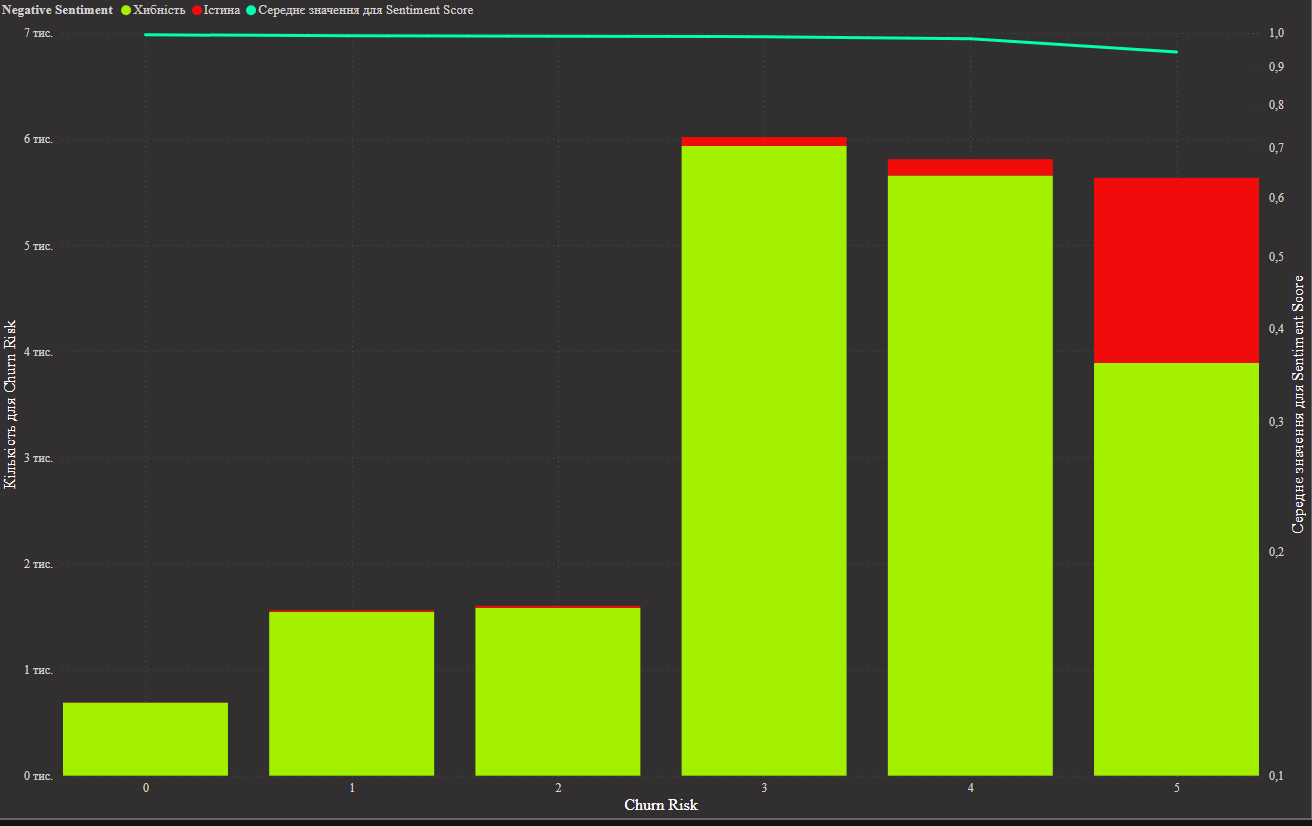 Negative Sentiment Хибність Істина Середнє значення для Sentiment Score
7 тис.
6 тис.
5 тис.
4 тис.
3 тис.
2 тис.
1 тис.
0 тис.
Кількість для Churn Risk
1,0
0,9
0,8
0,7
0,6
0,5
0,4
0,3
0,2
0,1
Середнє значення для Sentiment Score
0 1 2 3 4 5
Churn Risk